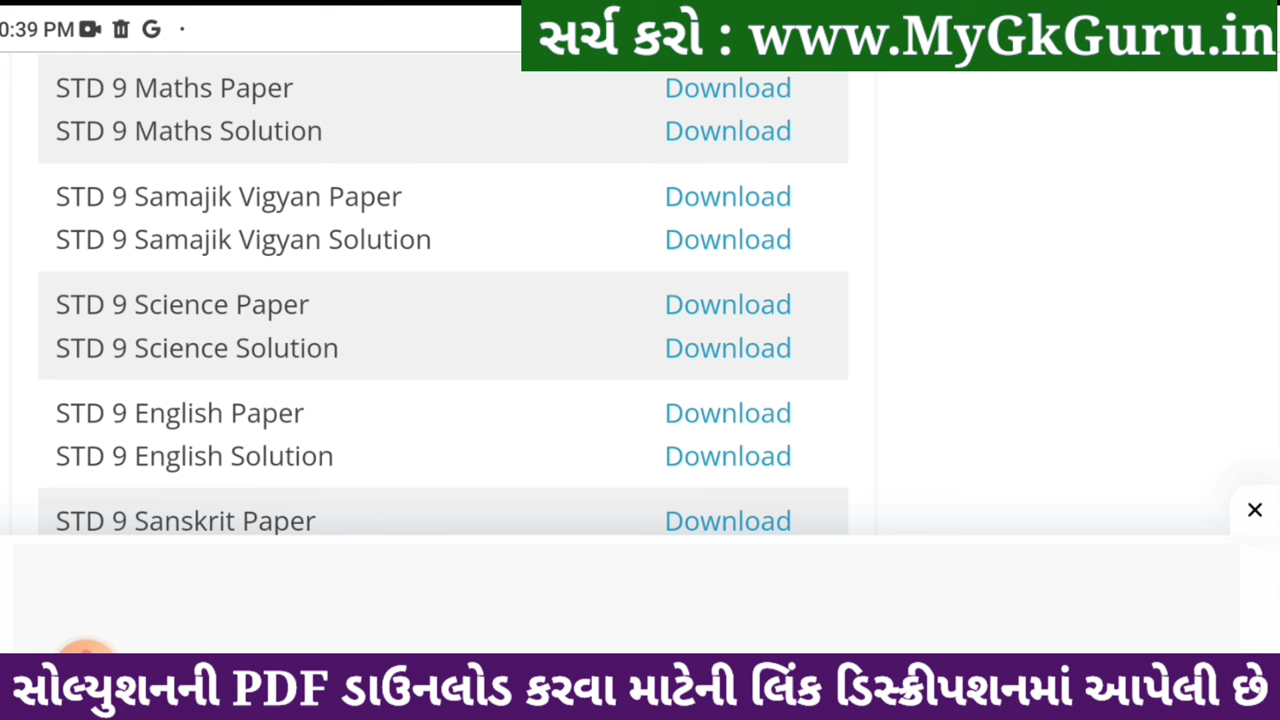 0:39 PM
સર્ચ કરો : www.MyGkGuru.in
STD 9 Maths Paper Download
STD 9 Maths Solution Download
STD 9 Samajik Vigyan Paper Download
STD 9 Samajik Vigyan Solution Download
STD 9 Science Paper Download
STD 9 Science Solution Download
STD 9 English Paper Download
STD 9 English Solution Download
STD 9 Sanskrit Paper Download
સોલ્યુશનની PDF ડાઉનલોડ કરવા માટેની લિંક ડિસ્ક્રીપશનમાં આપેલી છે